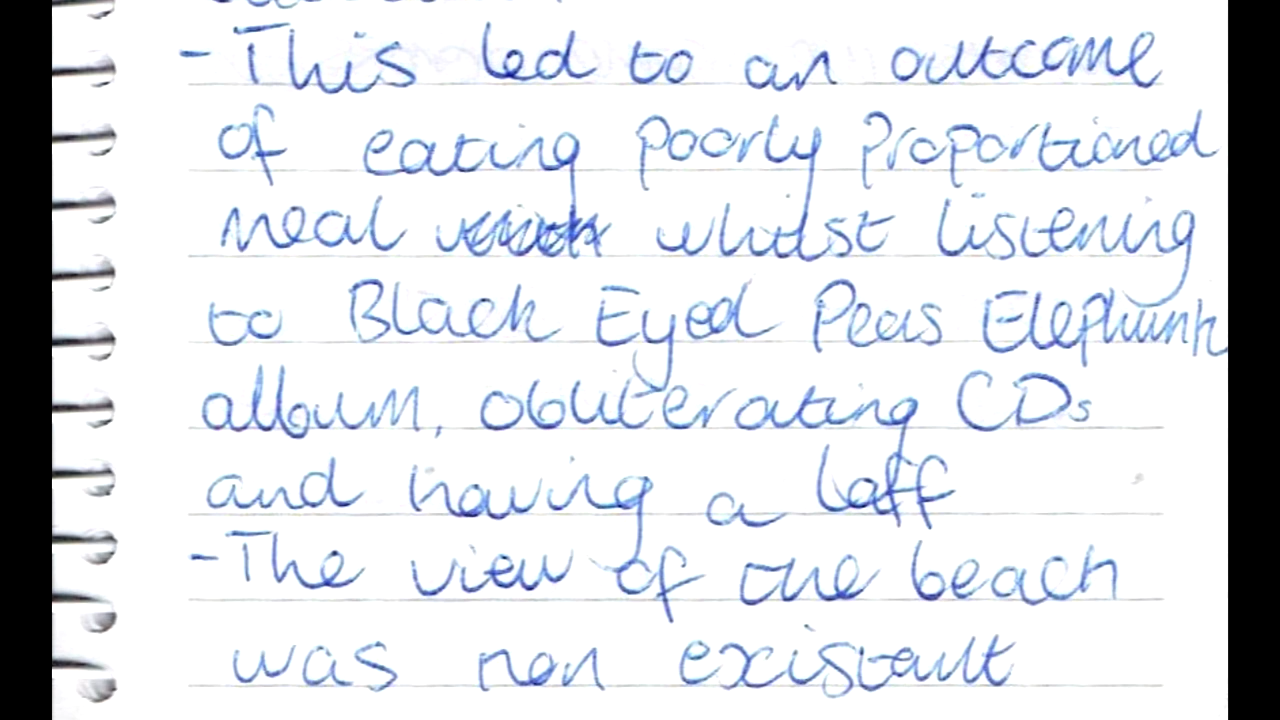 - This led to an outcome
of eating poorly proportioned
meal whilst listening
to Black Eyed Peas Elephunk
album, obliterating CDs
and having a laff
- The view of the beach
was non existant